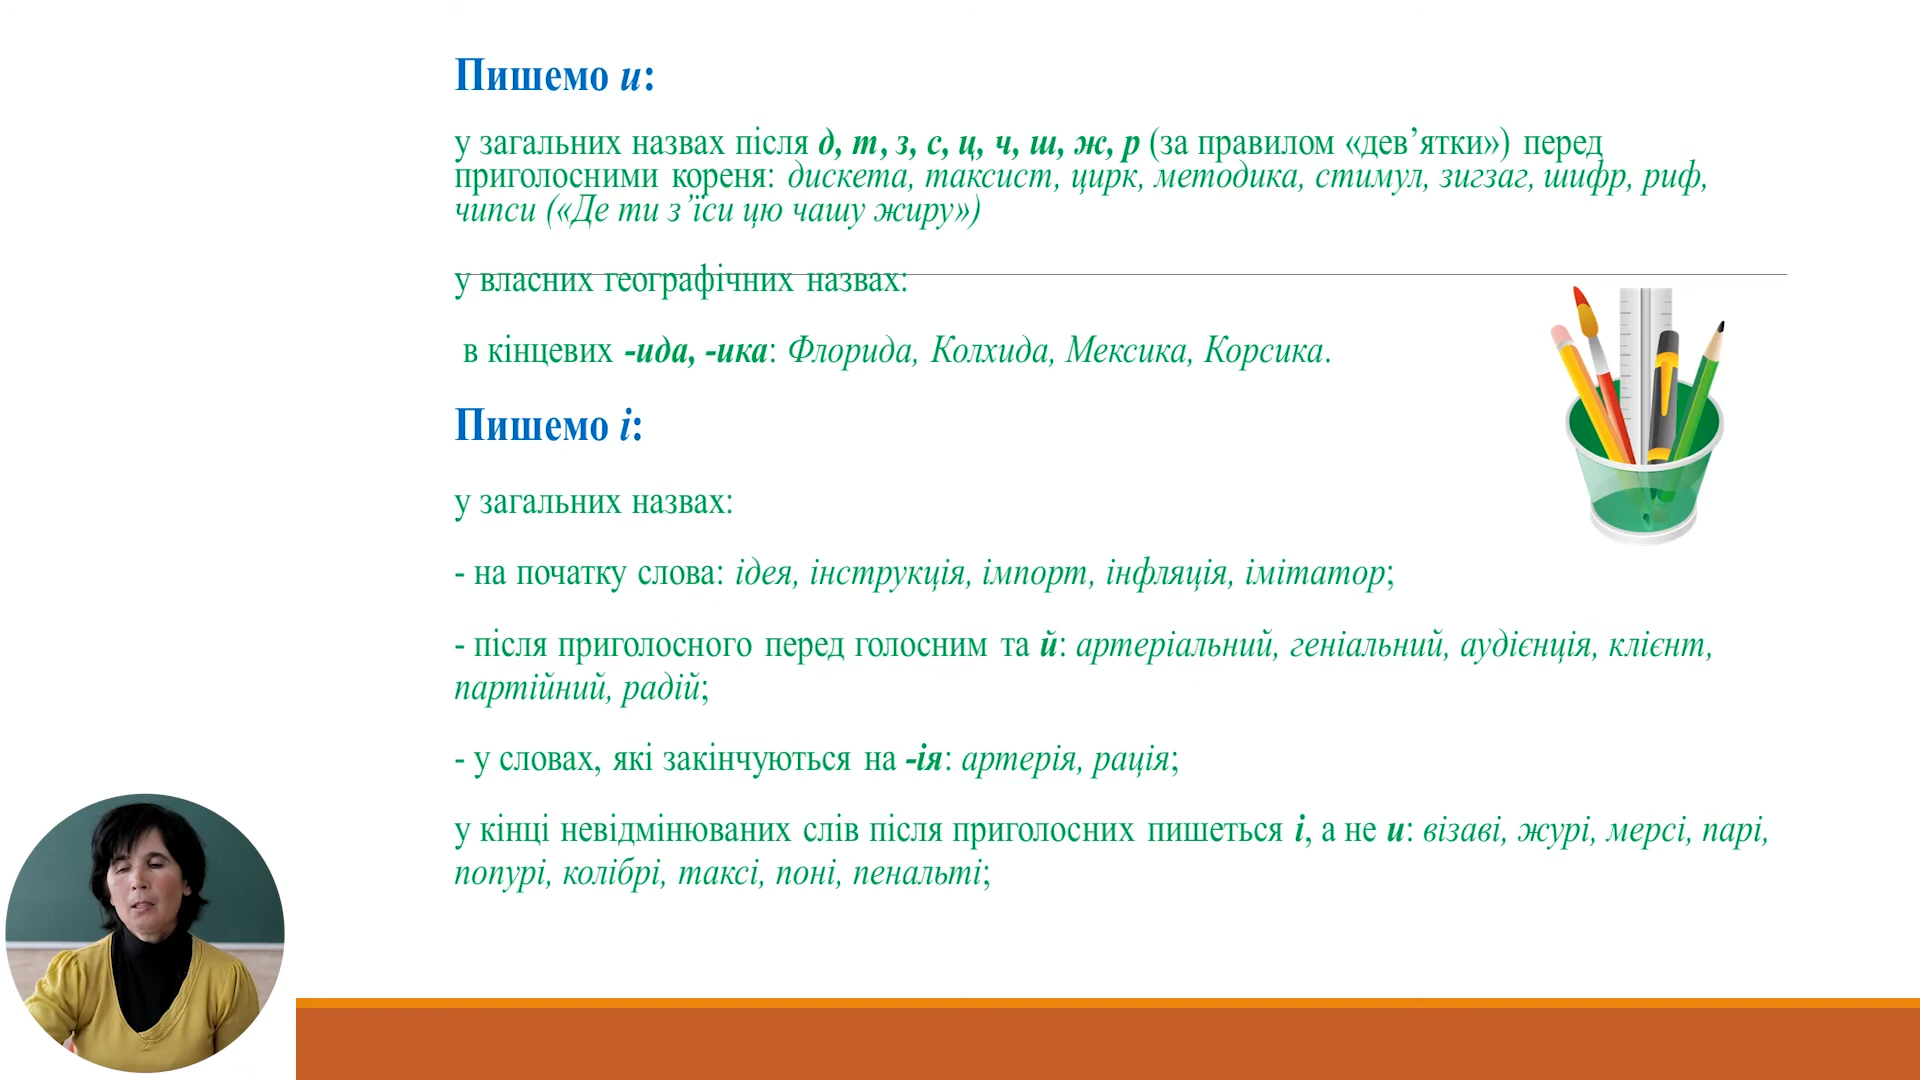 Пишемо и:
у загальних назвах після д, т, з, с, ц, ч, ш, ж, р (за правилом «дев’ятки») перед
приголосними кореня: дискета, таксист, цирк, методика, стимул, зигзаг, шифр, риф,
чипси («Де ти з’їси цю чашу жиру»)
у власних географічних назвах:
в кінцевих -ида, -ика: Флорида, Колхида, Мексика, Корсика.
Пишемо і:
у загальних назвах:
- на початку слова: ідея, інструкція, імпорт, інфляція, імітатор;
- після приголосного перед голосним та й: артеріальний, геніальний, аудієнція, клієнт,
партійний, радій;
- у словах, які закінчуються на -ія: артерія, рація;
у кінці невідмінюваних слів після приголосних пишеться і, а не и: візаві, журі, мерсі, парі,
попурі, колібрі, таксі, поні, пенальті;